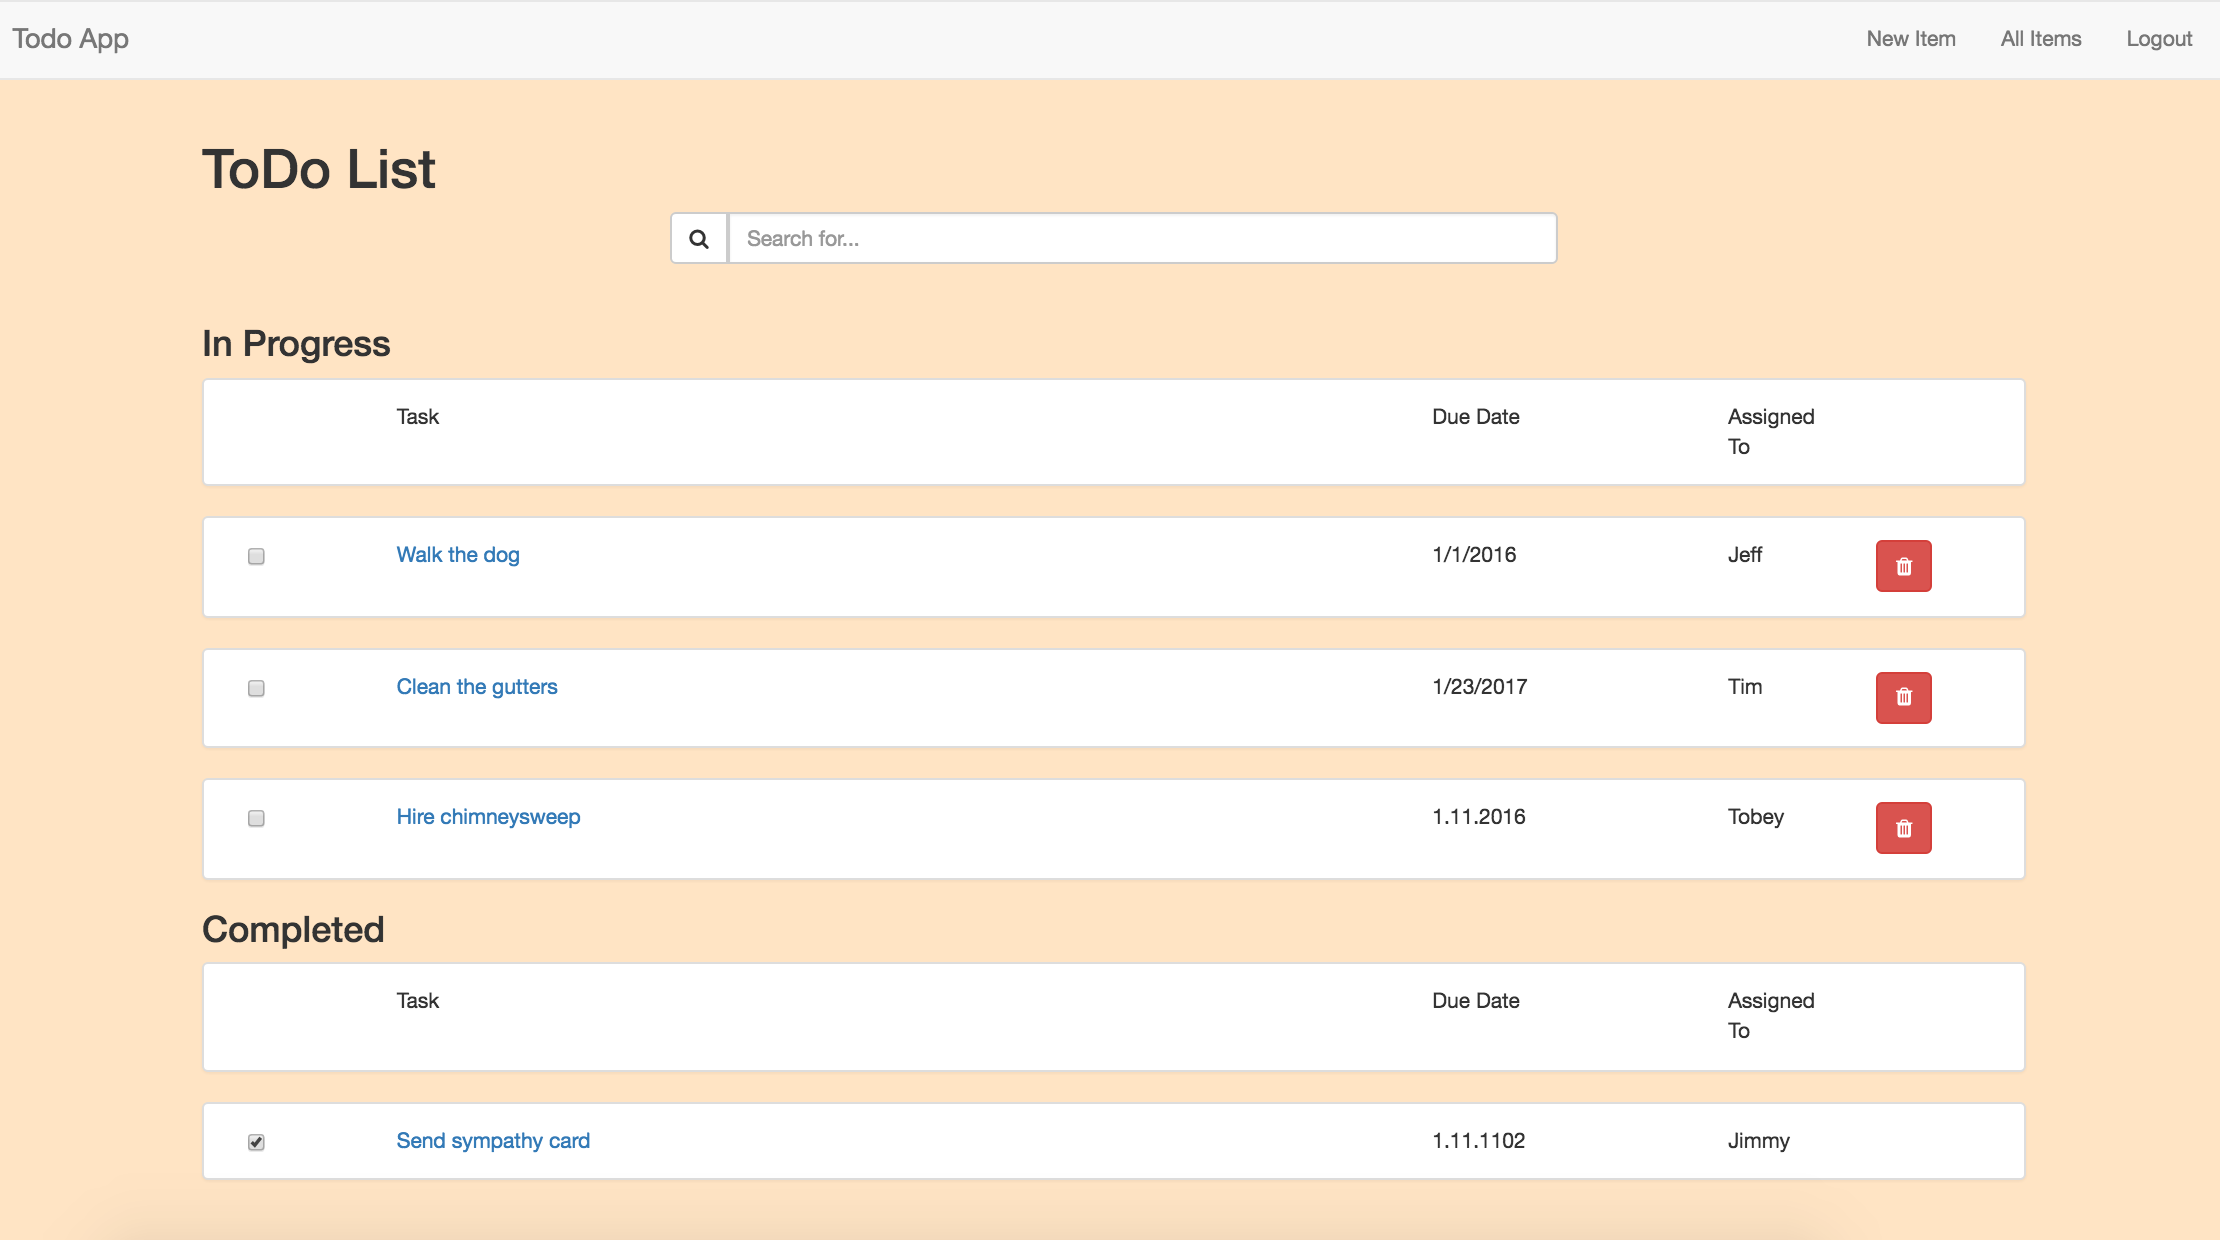 Todo App New Item All Items Logout
ToDo List
Search for...
In Progress
Task Due Date Assigned
To
Walk the dog 1/1/2016 Jeff
Clean the gutters 1/23/2017 Tim
Hire chimneysweep 1.11.2016 Tobey
Completed
Task Due Date Assigned
To
Send sympathy card 1.11.1102 Jimmy